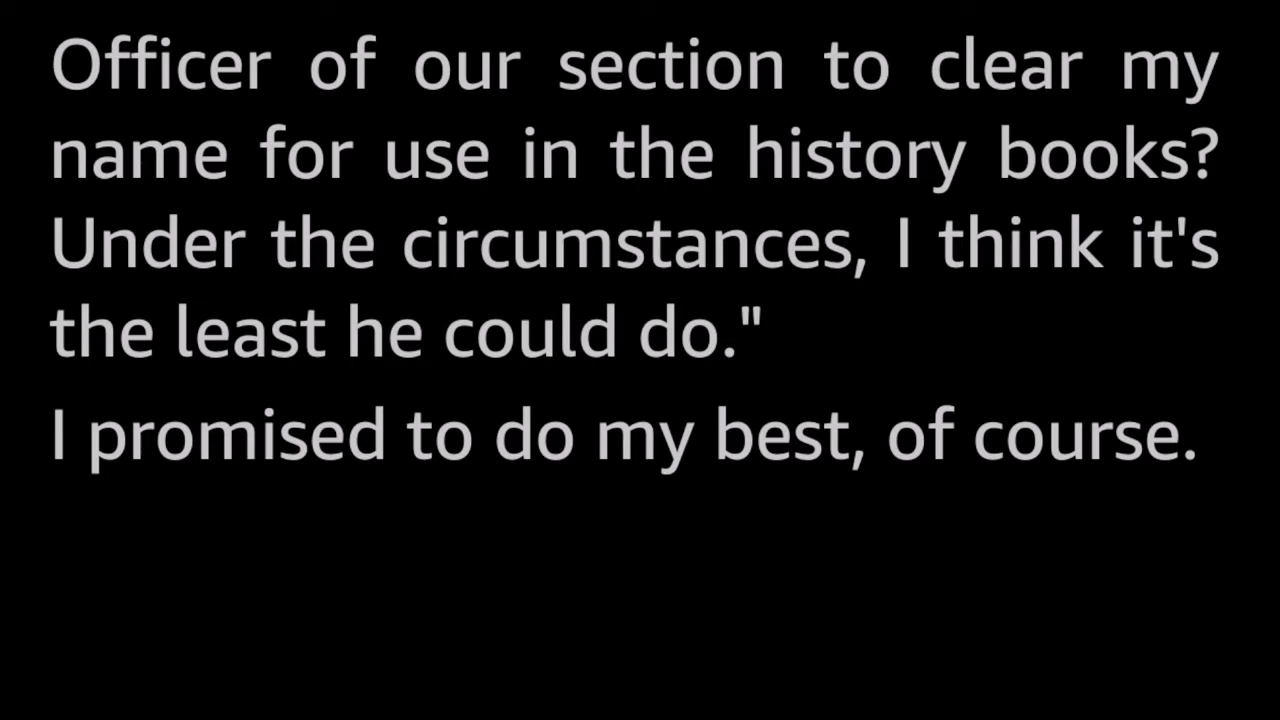 Officer of our section to clear my
name for use in the history books?
Under the circumstances, I think it's
the least he could do."
I promised to do my best, of course.